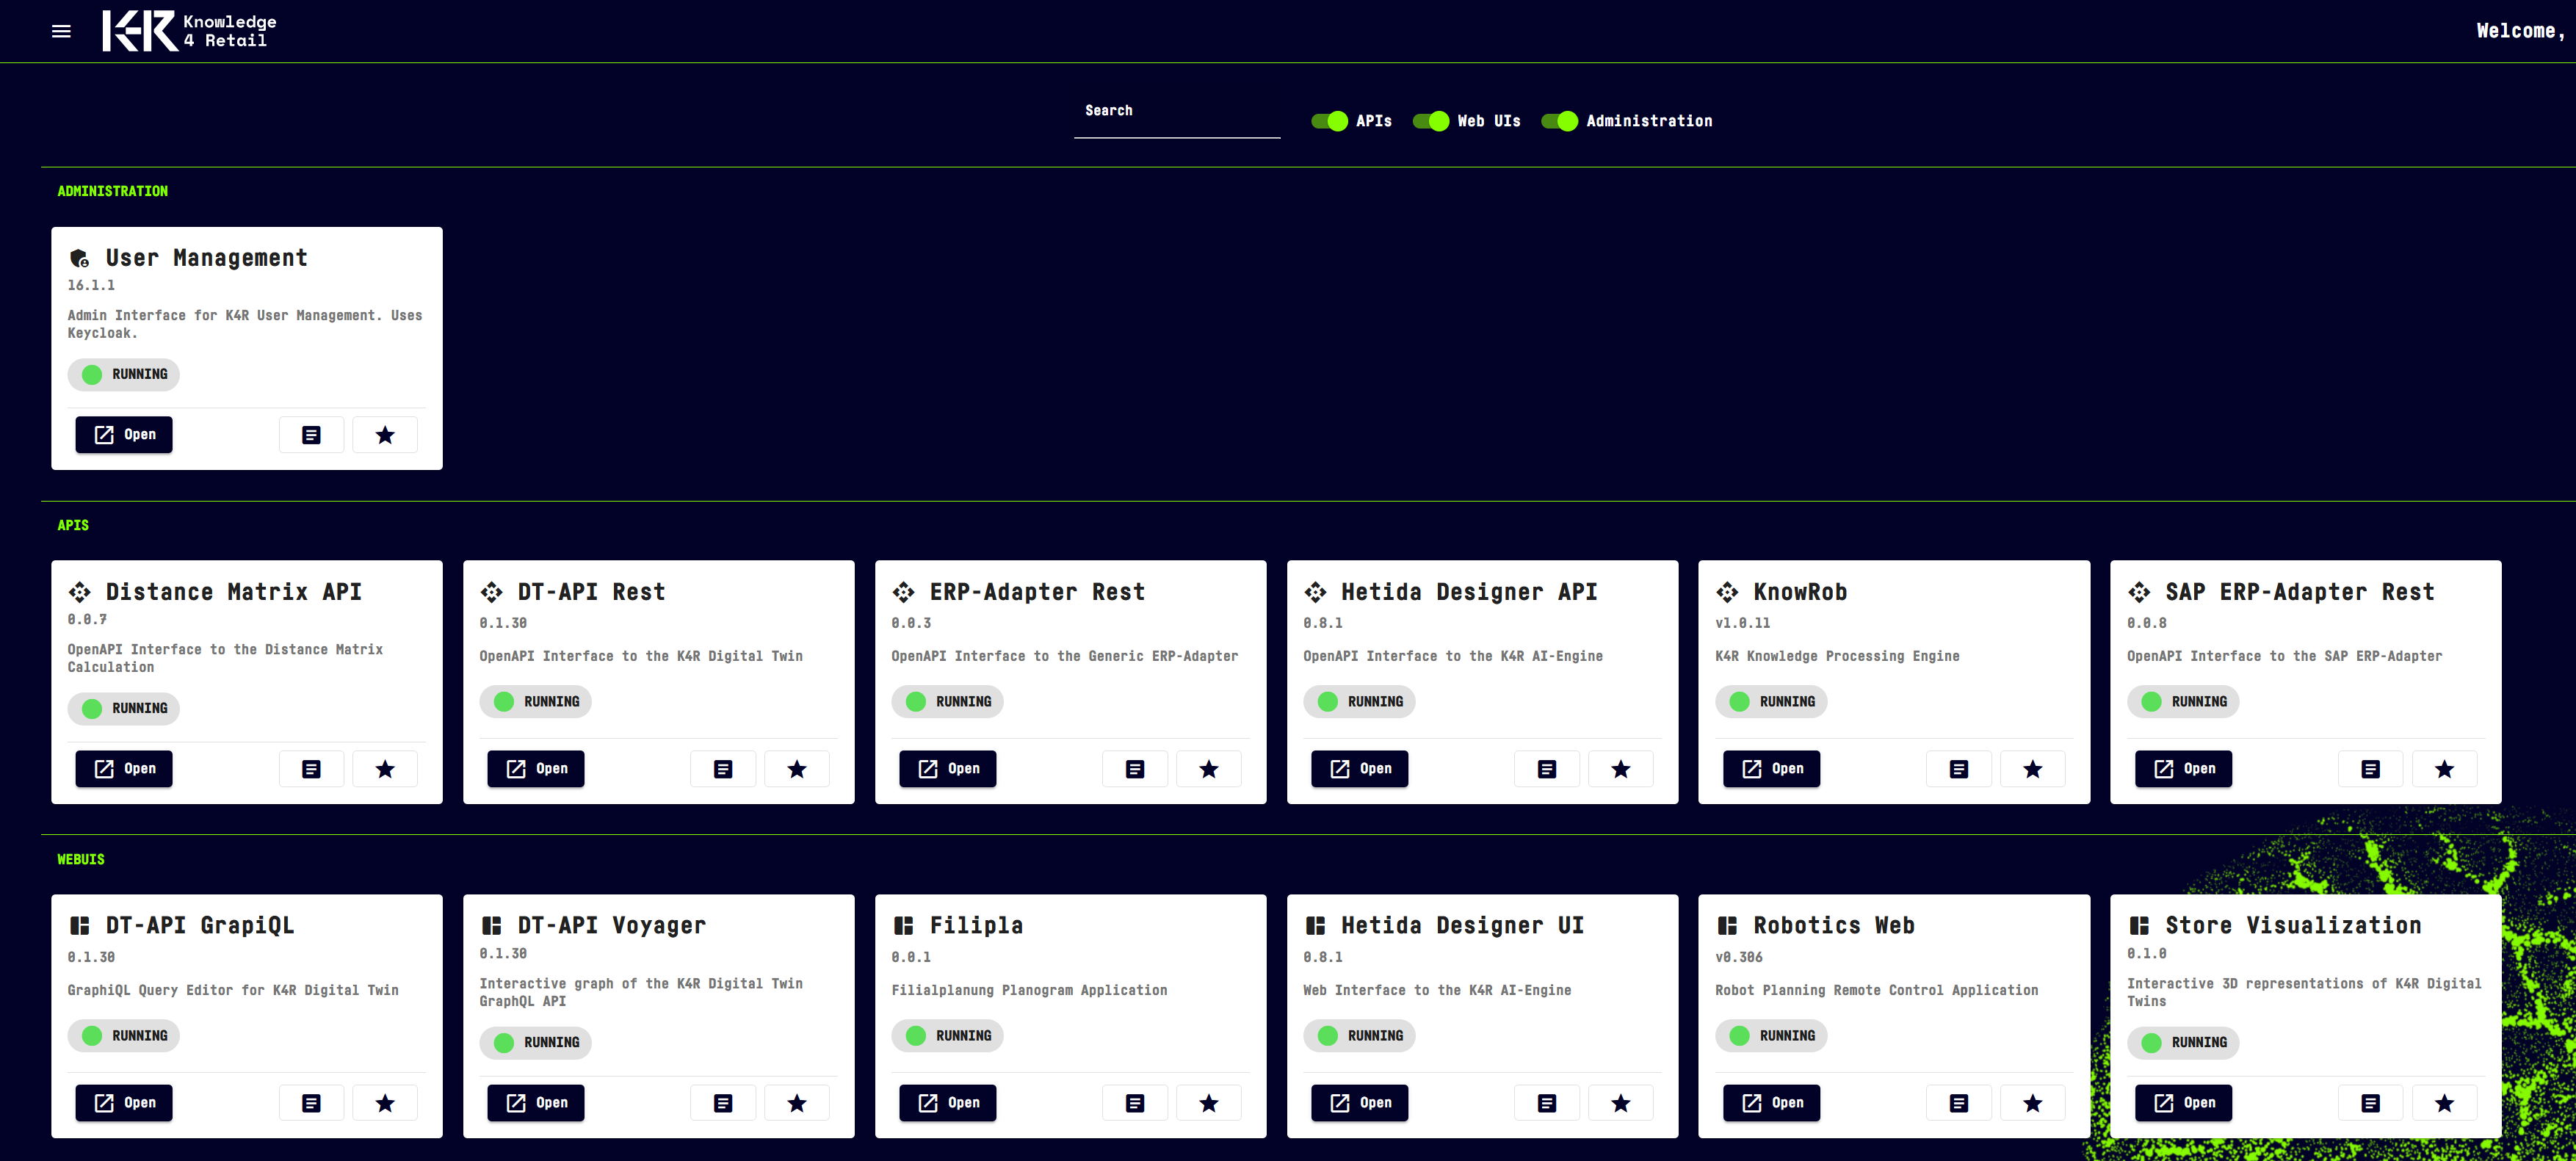 K4R Knowledge
4 Retail
Welcome,
Search
APIs Web UIs Administration
ADMINISTRATION
User Management
16.1.1
Admin Interface for K4R User Management. Uses
Keycloak.
RUNNING
Open
APIS
Distance Matrix API
0.0.7
OpenAPI Interface to the Distance Matrix
Calculation
RUNNING
Open
DT-API Rest
0.1.30
OpenAPI Interface to the K4R Digital Twin
RUNNING
Open
ERP-Adapter Rest
0.0.3
OpenAPI Interface to the Generic ERP-Adapter
RUNNING
Open
Hetida Designer API
0.8.1
OpenAPI Interface to the K4R AI-Engine
RUNNING
Open
KnowRob
v1.0.11
K4R Knowledge Processing Engine
RUNNING
Open
SAP ERP-Adapter Rest
0.0.8
OpenAPI Interface to the SAP ERP-Adapter
RUNNING
Open
WEBUIS
DT-API GrapiQL
0.1.30
GraphiQL Query Editor for K4R Digital Twin
RUNNING
Open
DT-API Voyager
0.1.30
Interactive graph of the K4R Digital Twin
GraphQL API
RUNNING
Open
Filipla
0.0.1
Filialplanung Planogram Application
RUNNING
Open
Hetida Designer UI
0.8.1
Web Interface to the K4R AI-Engine
RUNNING
Open
Robotics Web
v0.306
Robot Planning Remote Control Application
RUNNING
Open
Store Visualization
0.1.0
Interactive 3D representations of K4R Digital
Twins
RUNNING
Open